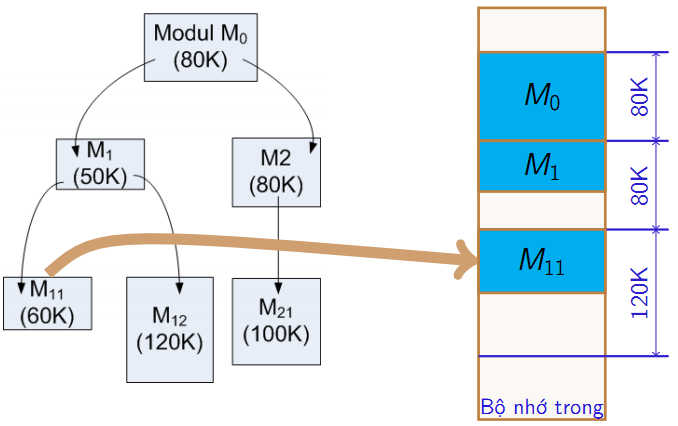 Modul M₀
(80K)
M₁
(50K)
M2
(80K)
M₁₁
(60K)
M₁₂
(120K)
M₂₁
(100K)
M₀
M₁
M₁₁
80K
80K
120K
Bộ nhớ trong